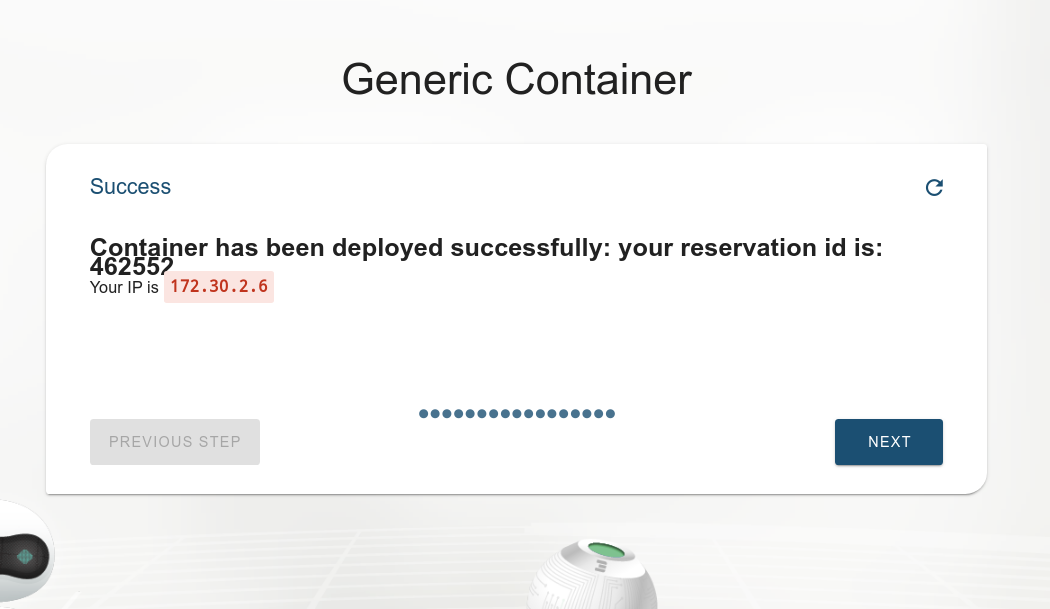 Generic Container
Success
Container has been deployed successfully: your reservation id is:
462552
Your IP is 172.30.2.6
PREVIOUS STEP
NEXT